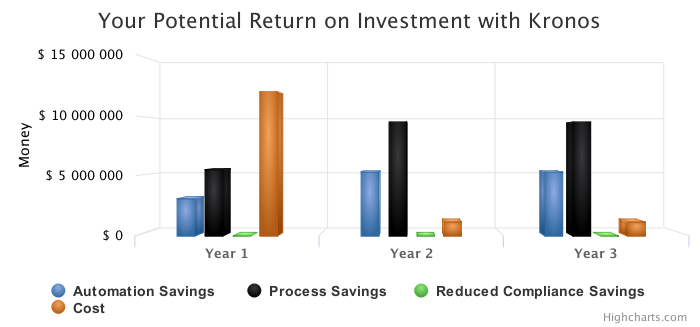 Your Potential Return on Investment with Kronos
$ 15 000 000
$ 10 000 000
$ 5 000 000
$ 0
Money
Year 1 Year 2 Year 3
Automation Savings Process Savings Reduced Compliance Savings
Cost
Highcharts.com